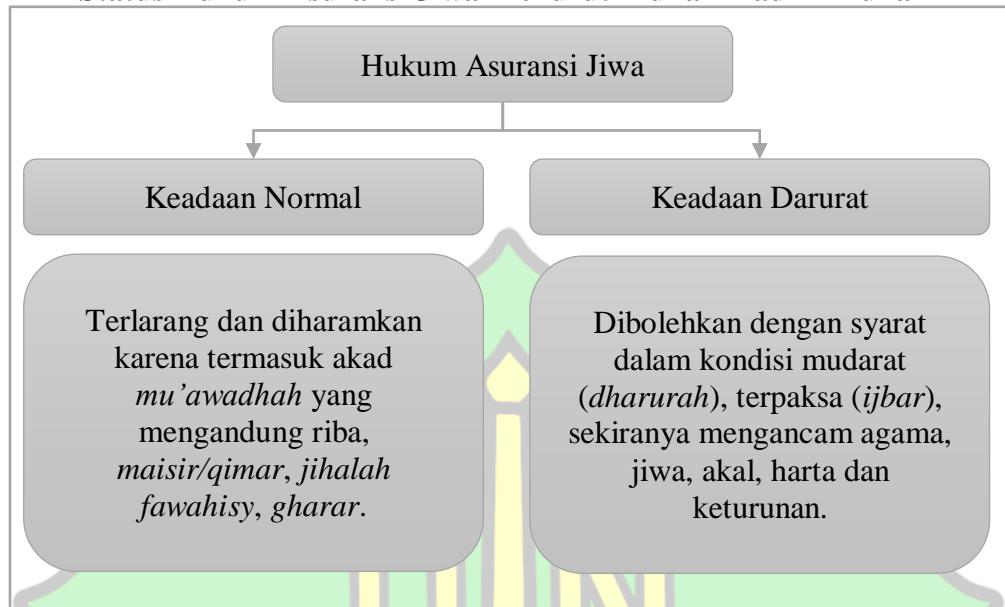 Hukum Asuransi Jiwa
Keadaan Normal
Terlarang dan diharamkan
karena termasuk akad
mu’awadhah yang
mengandung riba,
maisir/qimar, jihalah
fawahisy, gharar.
Keadaan Darurat
Dibolehkan dengan syarat
dalam kondisi mudarat
(dharurah), terpaksa (ijbar),
sekiranya mengancam agama,
jiwa, akal, harta dan
keturunan.